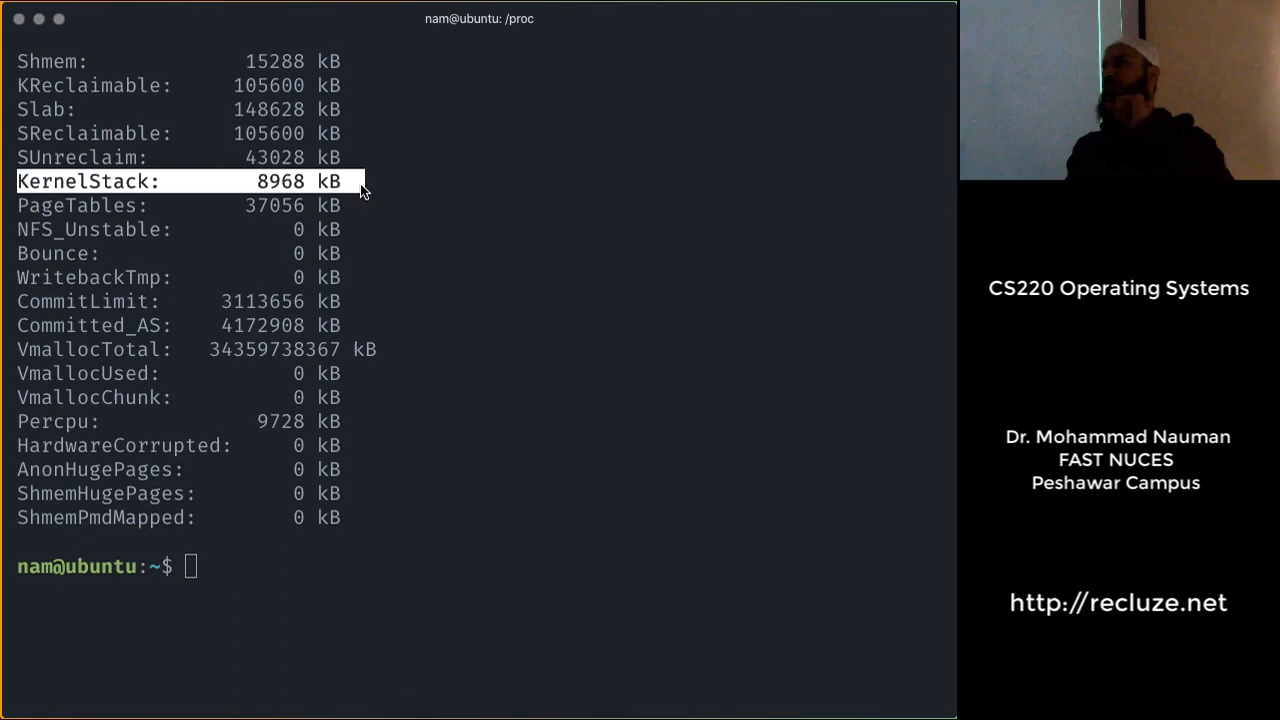 nam@ubuntu: /proc
Shmem: 15288 kB
KReclaimable: 105600 kB
Slab: 148628 kB
SReclaimable: 105600 kB
SUnreclaim: 43028 kB
KernelStack: 8968 kB
PageTables: 37056 kB
NFS_Unstable: 0 kB
Bounce: 0 kB
WritebackTmp: 0 kB
CommitLimit: 3113656 kB
Committed_AS: 4172908 kB
VmallocTotal: 34359738367 kB
VmallocUsed: 0 kB
VmallocChunk: 0 kB
Percpu: 9728 kB
HardwareCorrupted: 0 kB
AnonHugePages: 0 kB
ShmemHugePages: 0 kB
ShmemPmdMapped: 0 kB
nam@ubuntu:~$
CS220 Operating Systems
Dr. Mohammad Nauman
FAST NUCES
Peshawar Campus
http://recluze.net